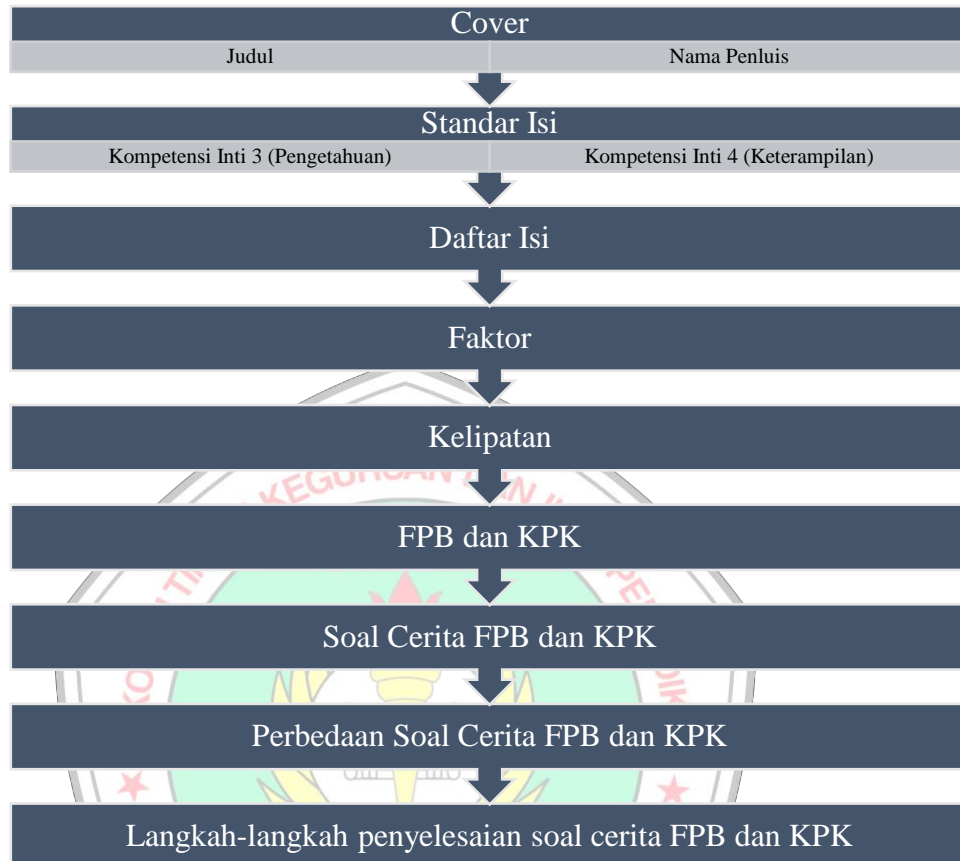 Cover
Judul
Nama Penluis
Standar Isi
Kompetensi Inti 3 (Pengetahuan)
Kompetensi Inti 4 (Keterampilan)
Daftar Isi
Faktor
Kelipatan
FPB dan KPK
Soal Cerita FPB dan KPK
Perbedaan Soal Cerita FPB dan KPK
Langkah-langkah penyelesaian soal cerita FPB dan KPK